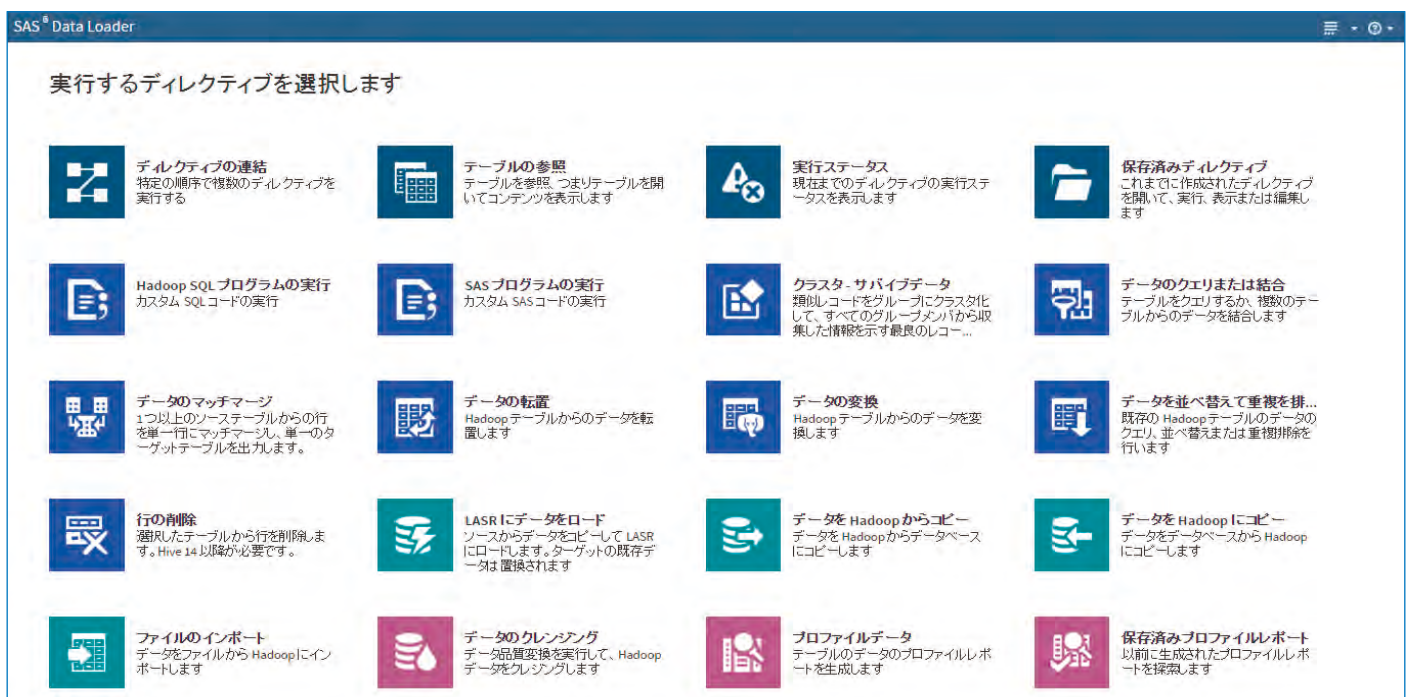 SAS® Data Loader
実行するディレクティブを選択します
ディレクティブの連結
特定の順序で複数のディレクティブを
実行する
テーブルの参照
テーブルを参照、つまりテーブルを開
いてコンテンツを表示します
実行ステータス
現在までのディレクティブの実行ステ
ータスを表示します
保存済みディレクティブ
これまでに作成されたディレクティブ
を開いて、実行、表示または編集し
ます
Hadoop SQL プログラムの実行
カスタム SQL コードの実行
SAS プログラムの実行
カスタム SAS コードの実行
クラスタ - サバイブデータ
類似レコードをグループにクラスタ化
して、すべてのグループメンバから収
集した情報を示す最良のレコー...
データのクエリまたは結合
テーブルをクエリするか、複数のテー
ブルからのデータを結合します
データのマッチマージ
1つ以上のソーステーブルからの行
を単一行にマッチマージし、単一のタ
ーゲットテーブルを出力します。
データの転置
Hadoop テーブルからのデータを転
置します
データの変換
Hadoop テーブルからのデータを変
換します
データを並べ替えて重複を排...
既存の Hadoop テーブルのデータの
クエリ、並べ替えまたは重複排除を
行います
行の削除
選択したテーブルから行を削除しま
す。Hive 14 以降が必要です。
LASR にデータをロード
ソースからデータをコピーして LASR
にロードします。ターゲットの既存デ
ータは置換されます
データを Hadoop からコピー
データを Hadoop からデータベース
にコピーします
データを Hadoop にコピー
データをデータベースから Hadoop
にコピーします
ファイルのインポート
データをファイルから Hadoop にイン
ポートします
データのクレンジング
データ品質変換を実行して、Hadoop
データをクレジングします
プロファイルデータ
テーブルのデータのプロファイルレポ
ートを生成します
保存済みプロファイルレポート
以前に生成されたプロファイルレポ
ートを探索します